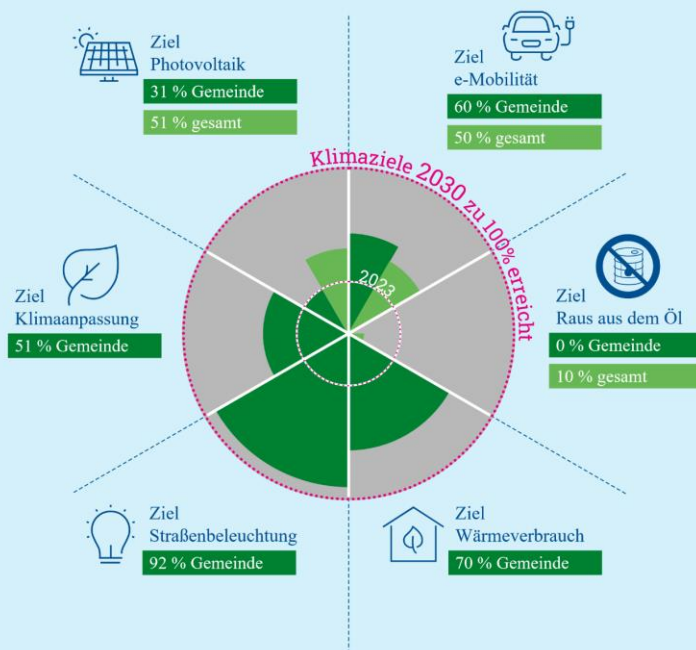 Ziel
Photovoltaik
31 % Gemeinde
51 % gesamt
Ziel
e-Mobilität
60 % Gemeinde
50 % gesamt
Klimaziele 2030 zu 100% erreicht
2023
Ziel
Klimaanpassung
51 % Gemeinde
Ziel
Raus aus dem Öl
0 % Gemeinde
10 % gesamt
Ziel
Straßenbeleuchtung
92 % Gemeinde
Ziel
Wärmeverbrauch
70 % Gemeinde